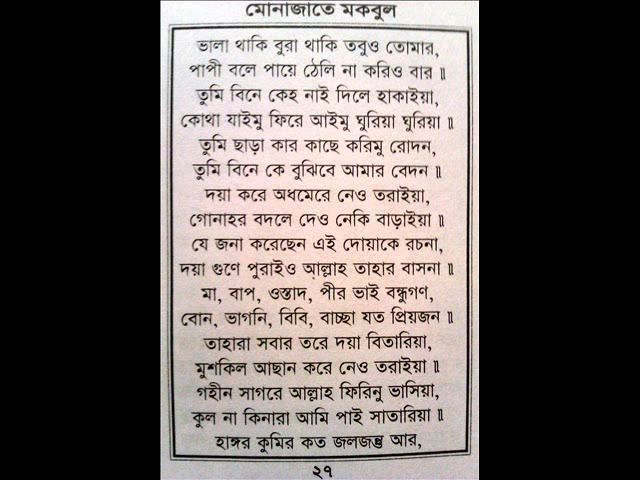 মোনাজাতে মকবুল
ভালা থাকি বুরা থাকি তবুও তোমার,
পাপী বলে পায়ে ঠেলি না করিও বার ॥
তুমি বিনে কেহ নাই দিলে হাকাইয়া,
কোথা যাইমু ফিরে আইমু ঘুরিয়া ঘুরিয়া ॥
তুমি ছাড়া কার কাছে করিমু রোদন,
তুমি বিনে কে বুঝিবে আমার বেদন ॥
দয়া করে অধমেরে নেও তরাইয়া,
গোনাহর বদলে দেও নেকি বাড়াইয়া ॥
যে জনা করেছেন এই দোয়াকে রচনা,
দয়া গুণে পুরাইও আল্লাহ তাহার বাসনা ॥
মা, বাপ, ওস্তাদ, পীর ভাই বন্ধুগণ,
বোন, ভাগনি, বিবি, বাচ্ছা যত প্রিয়জন ॥
তাহারা সবার তরে দয়া বিতারিয়া,
মুশকিল আছান করে নেও তরাইয়া ॥
গহীন সাগরে আল্লাহ ফিরিনু ভাসিয়া,
কুল না কিনারা আমি পাই সাতারিয়া ॥
হাঙ্গর কুমির কত জলজন্তু আর,
২৭